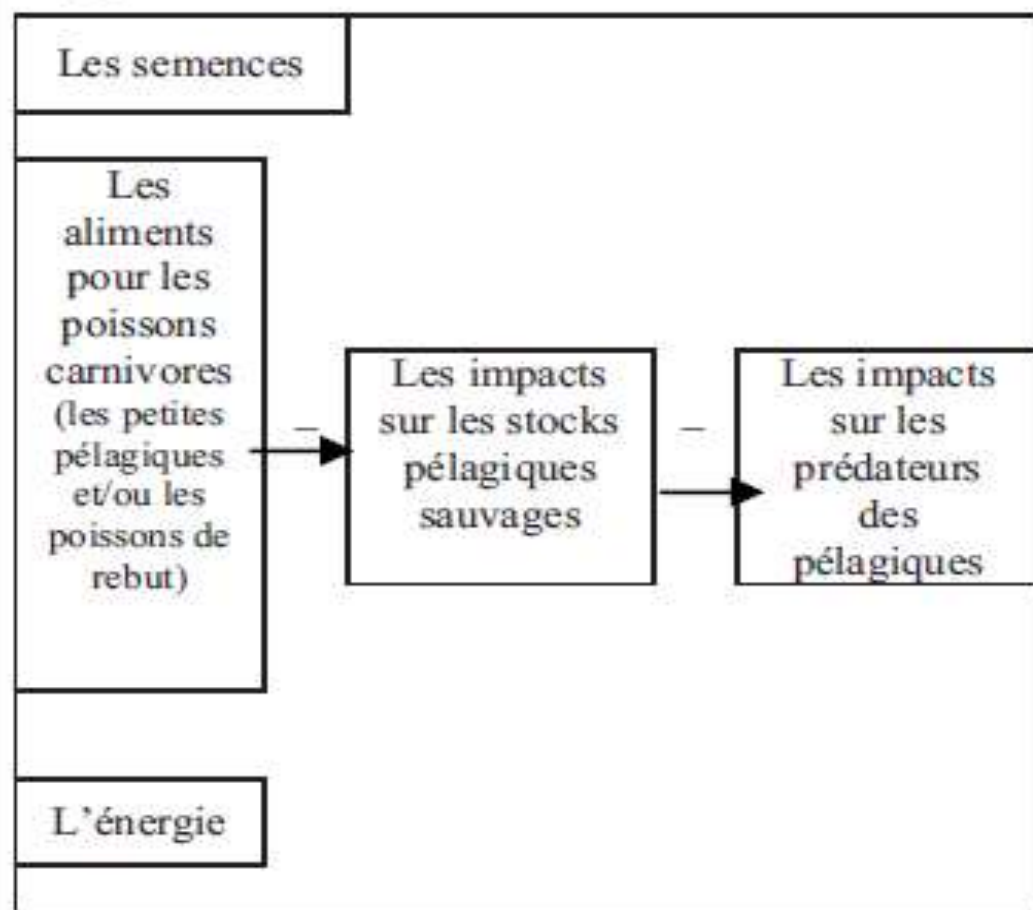 Les semences
Les
aliments
pour les
poissons
carnivores
(les petites
pélagiques
et/ou les
poissons de
rebut)
–
Les impacts
sur les stocks
pélagiques
sauvages
–
Les impacts
sur les
prédateurs
des
pélagiques
L'énergie